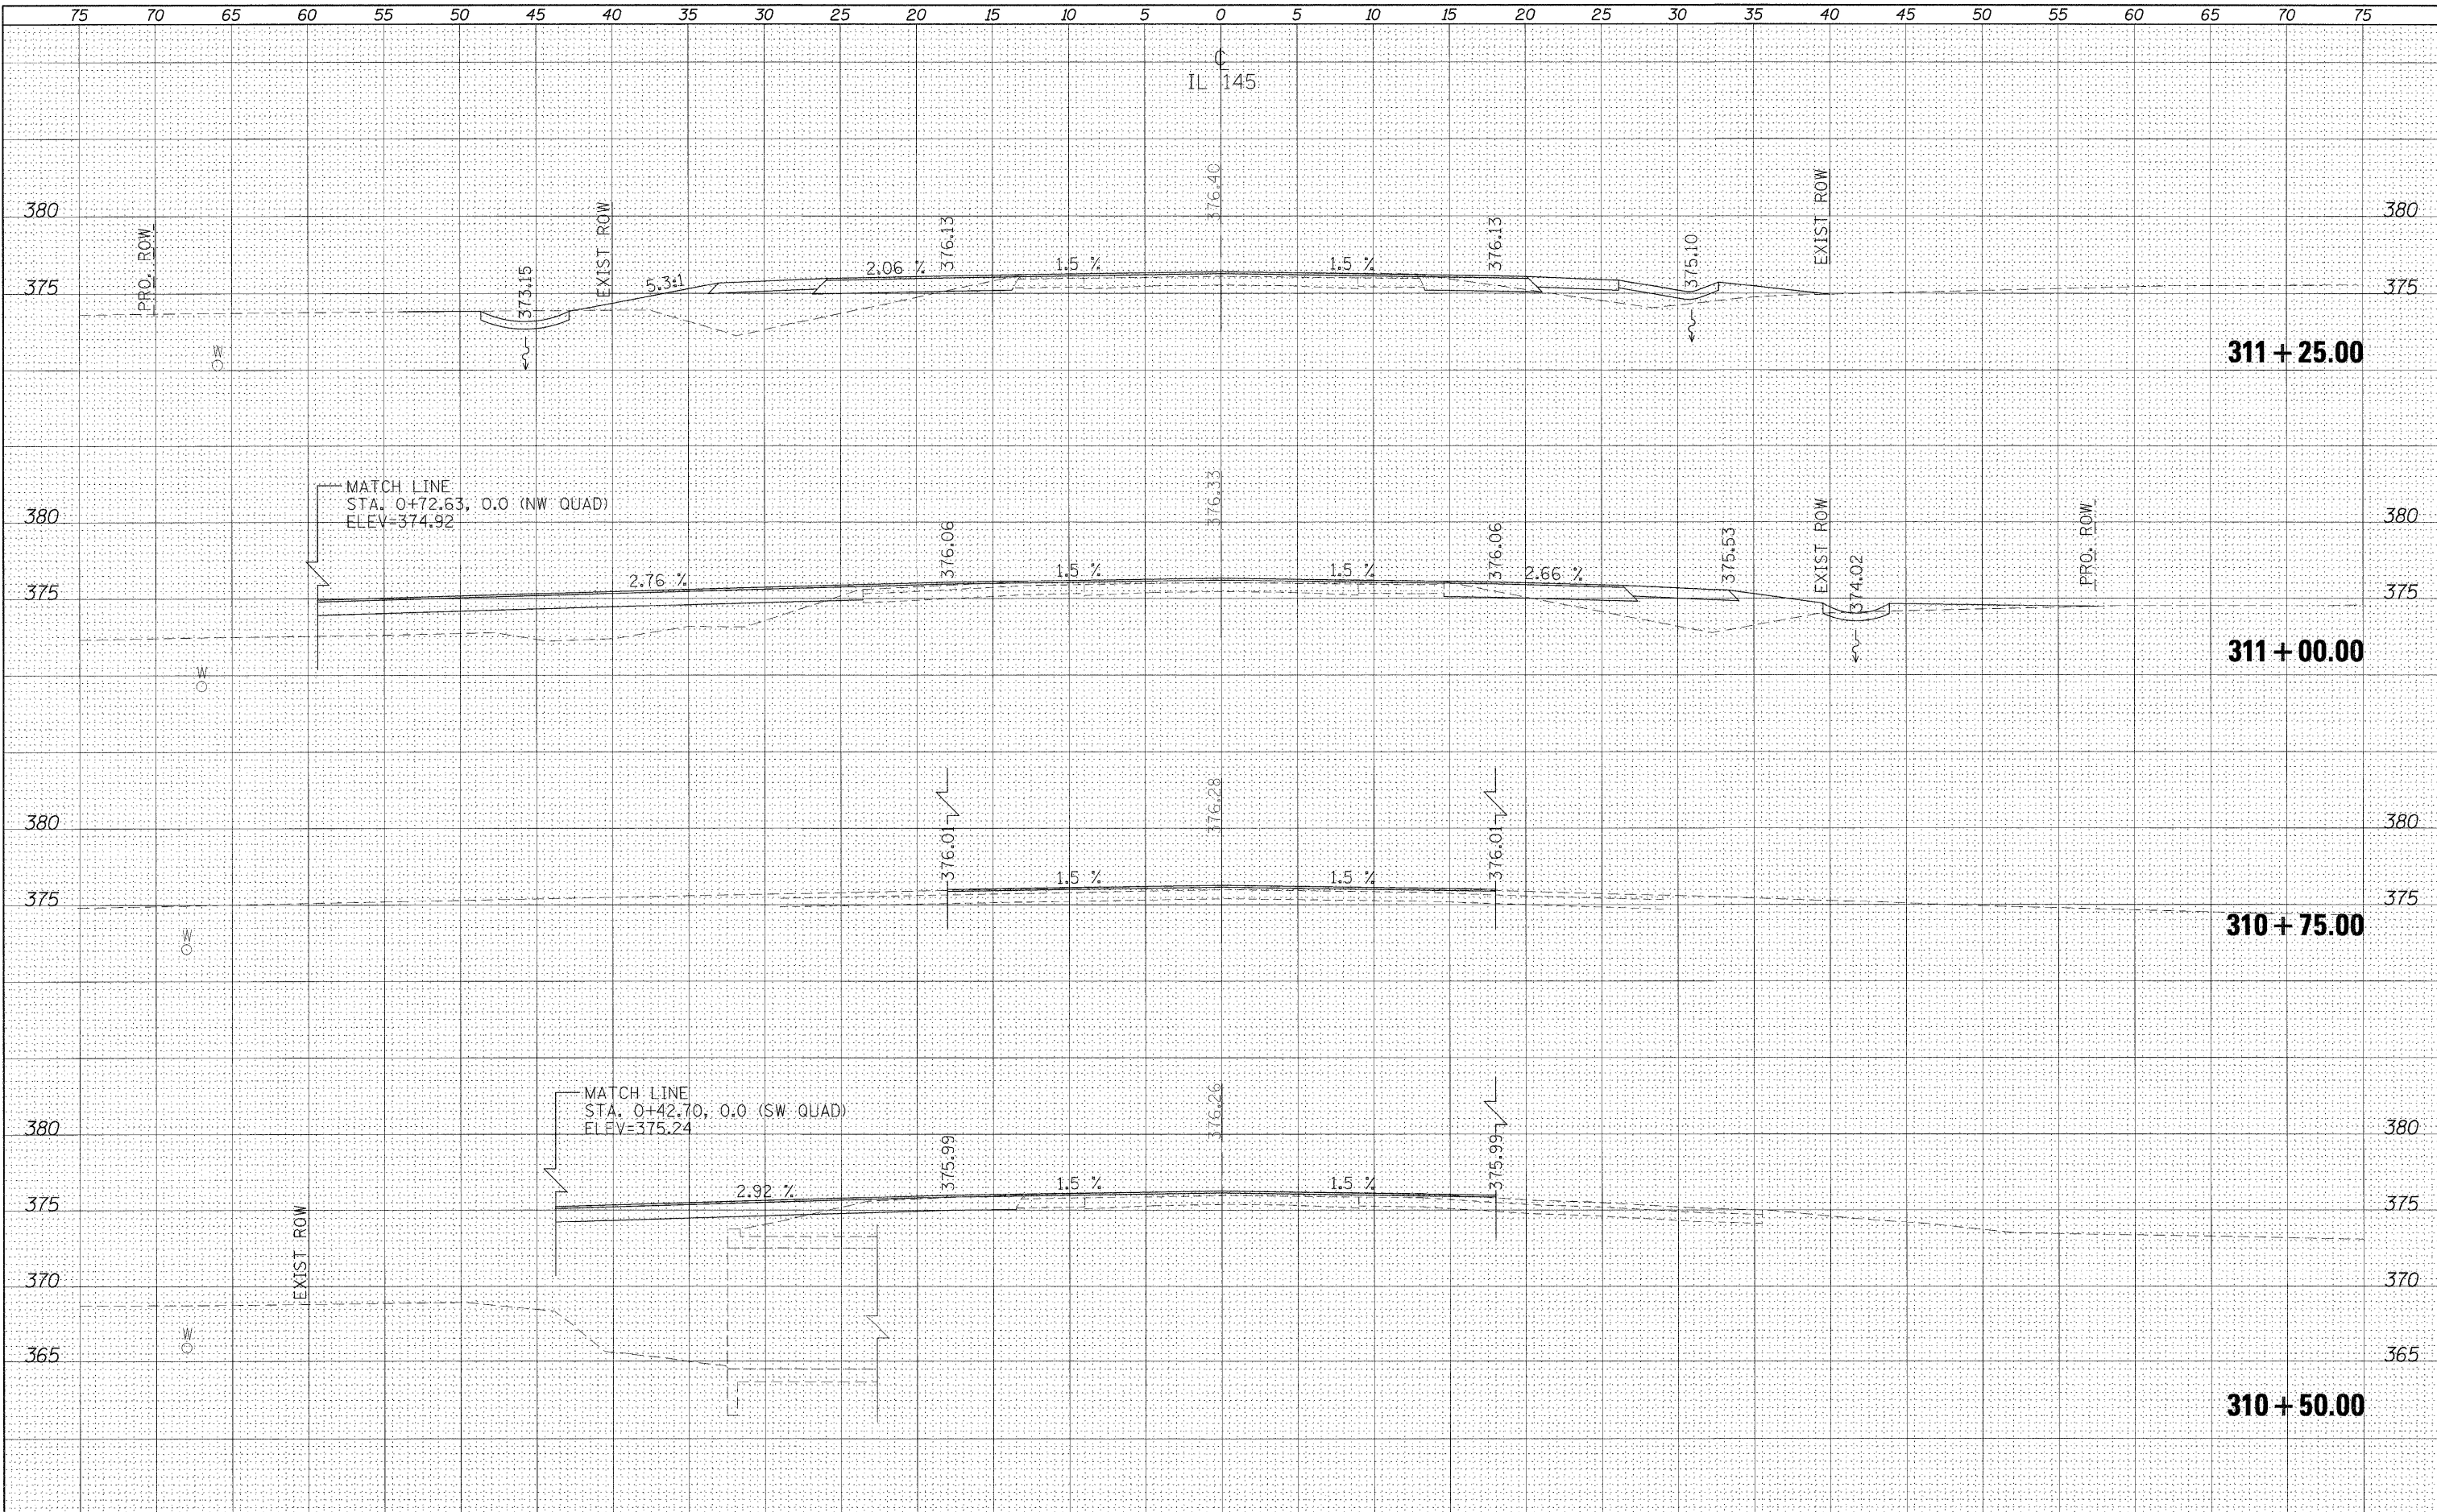 75 70 65 60 55 50 45 40 35 30 25 20 15 10 5 0 5 10 15 20 25 30 35 40 45 50 55 60 65 70 75
℄
IL 145
376.40
380 380
PRO. ROW
EXIST ROW
376.13
376.13
EXIST ROW
373.15
5.3:1
2.06 %
1.5 %
1.5 %
375.10
375 375
W
311 + 25.00
MATCH LINE
STA. 0+72.63, 0.0 (NW QUAD)
ELEV=374.92
376.33
380 380
376.06
376.06
375.53
EXIST ROW
374.02
PRO. ROW
2.76 %
1.5 %
1.5 %
2.66 %
375 375
W
311 + 00.00
376.28
380 380
376.01
376.01
1.5 %
1.5 %
375 375
W
310 + 75.00
MATCH LINE
STA. 0+42.70, 0.0 (SW QUAD)
ELEV=375.24
376.26
380 380
375.99
375.99
2.92 %
1.5 %
1.5 %
375 375
EXIST ROW
370 370
W
365 365
310 + 50.00